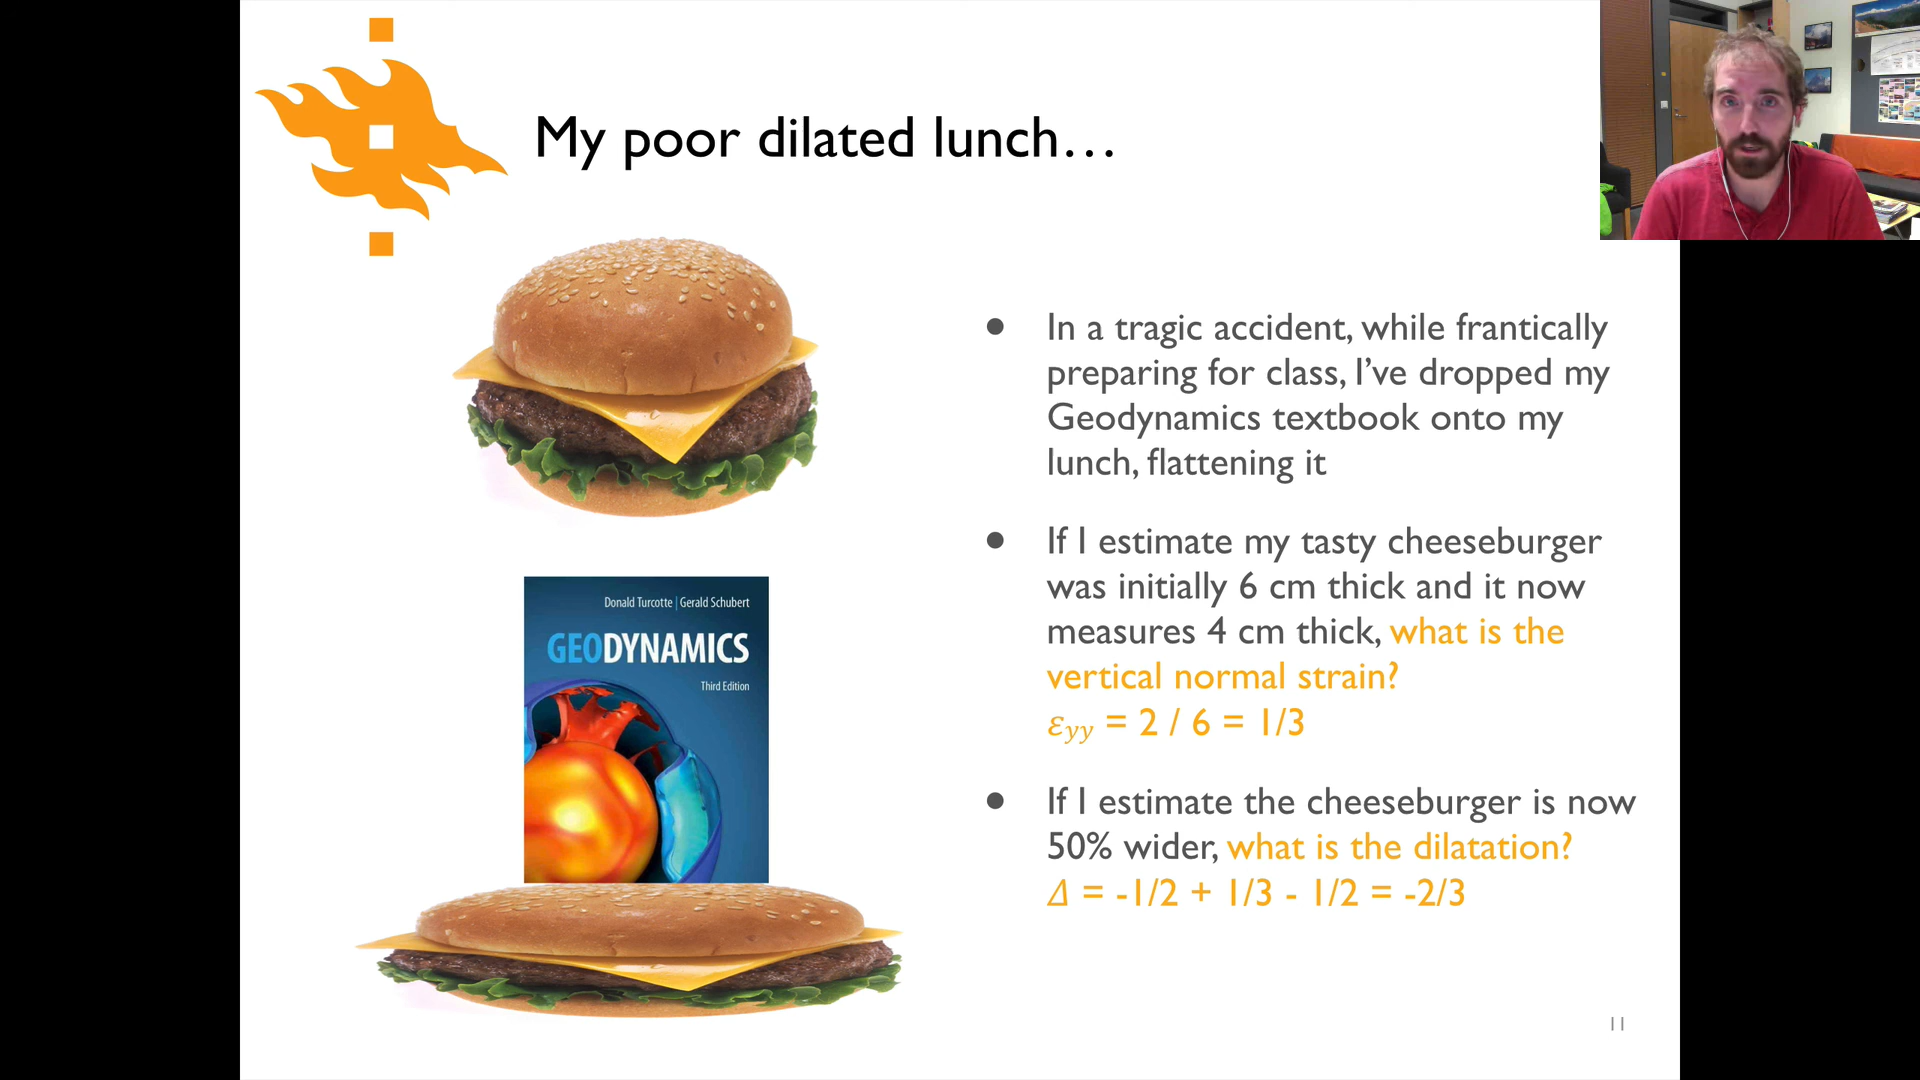 My poor dilated lunch…
● In a tragic accident, while frantically
preparing for class, I’ve dropped my
Geodynamics textbook onto my
lunch, flattening it
● If I estimate my tasty cheeseburger
was initially 6 cm thick and it now
measures 4 cm thick, what is the
vertical normal strain?
𝜀𝑦𝑦 = 2 / 6 = 1/3
● If I estimate the cheeseburger is now
50% wider, what is the dilatation?
𝛥 = -1/2 + 1/3 - 1/2 = -2/3
Donald Turcotte | Gerald Schubert
GEODYNAMICS
Third Edition
11